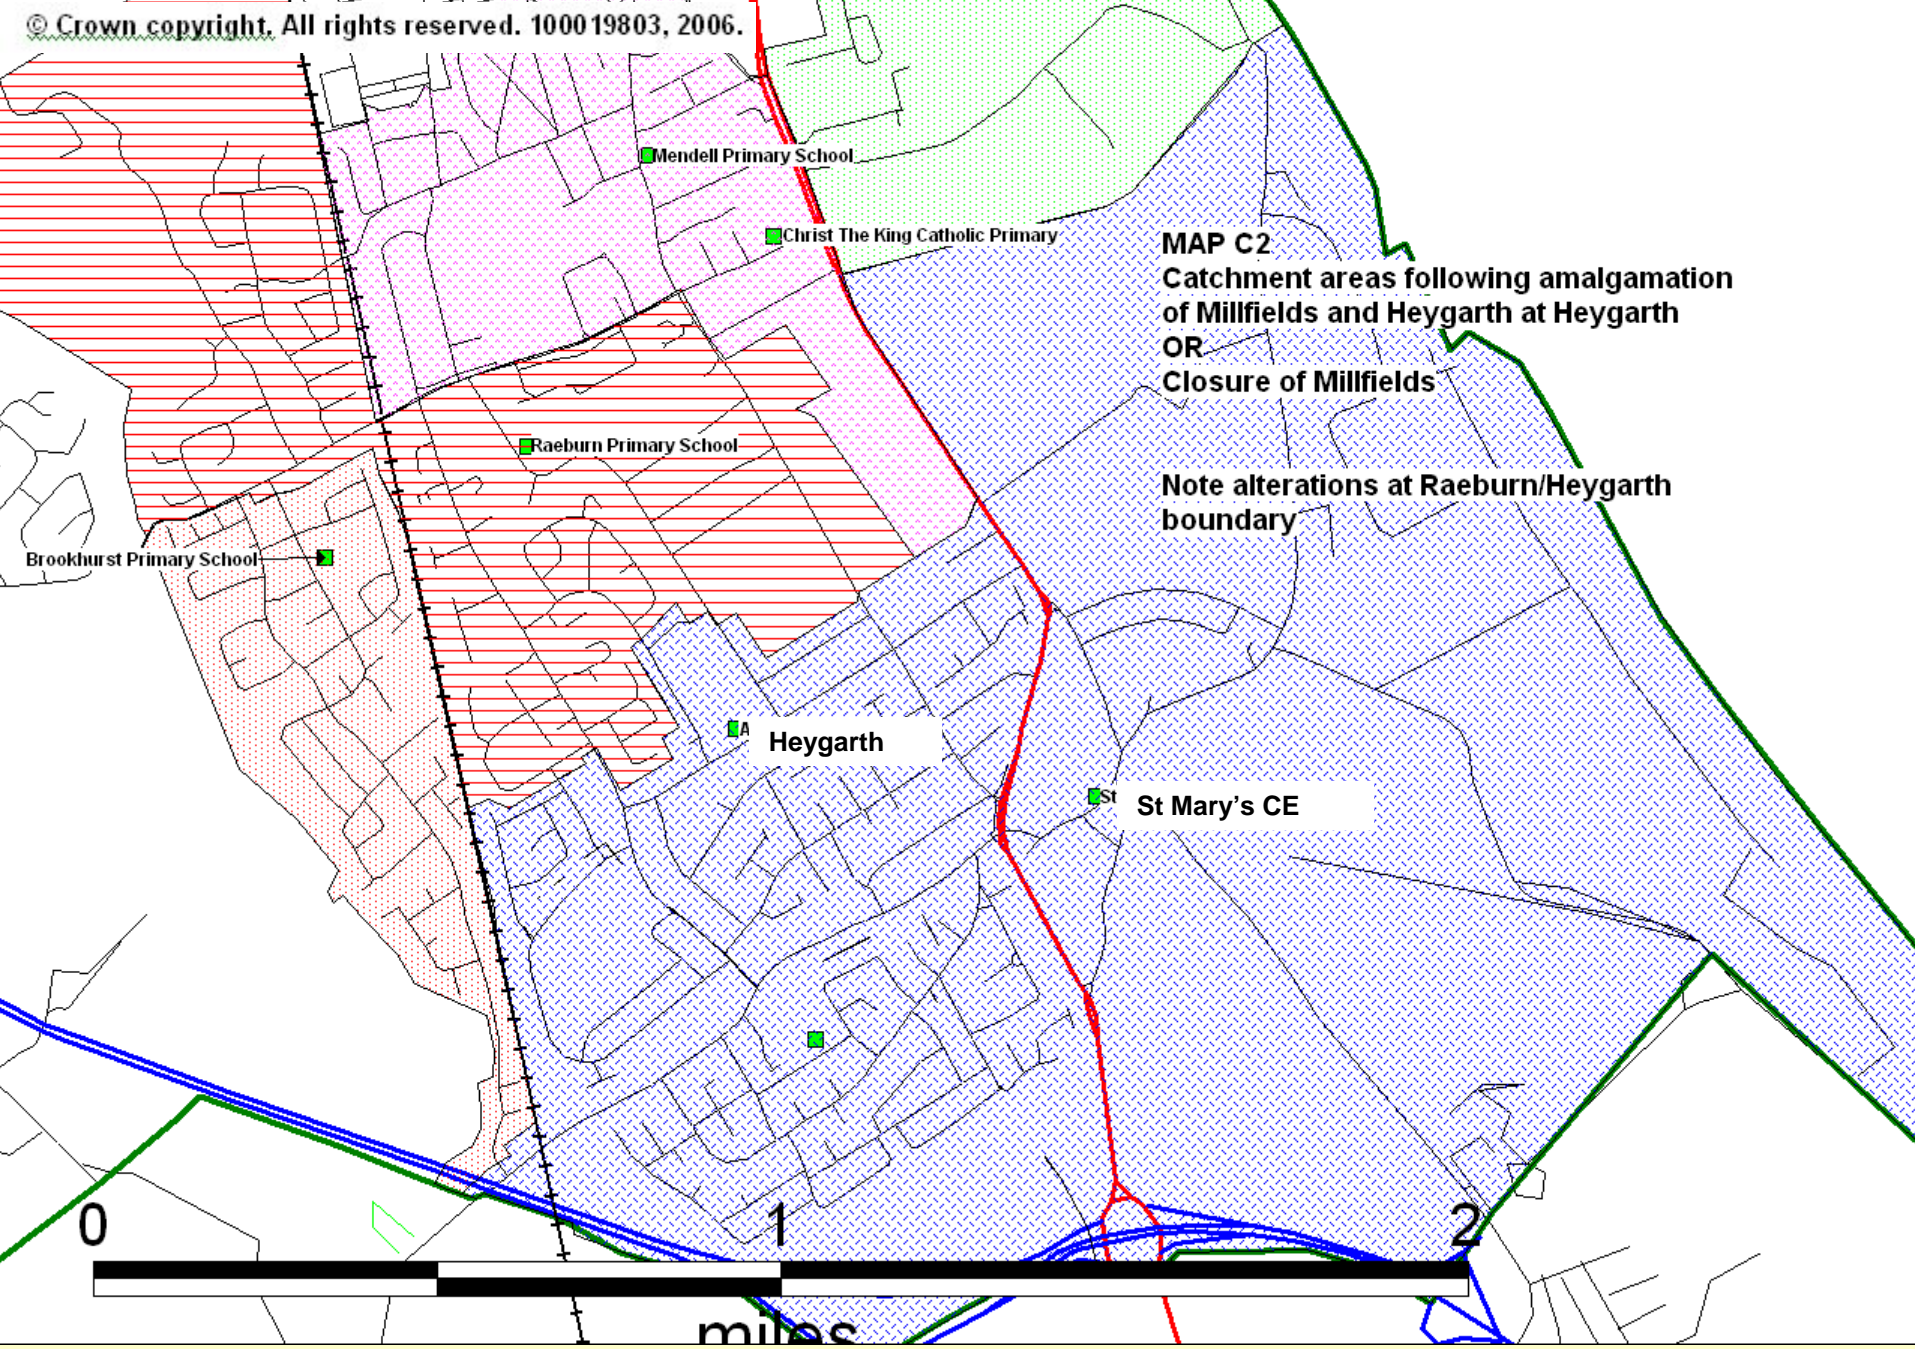 © Crown copyright. All rights reserved. 100019803, 2006.
Mendell Primary School
Christ The King Catholic Primary
MAP C2
Catchment areas following amalgamation
of Millfields and Heygarth at Heygarth
OR
Closure of Millfields
Raeburn Primary School
Note alterations at Raeburn/Heygarth
boundary
Brookhurst Primary School
A
Heygarth
St
St Mary’s CE
0
1
2
miles